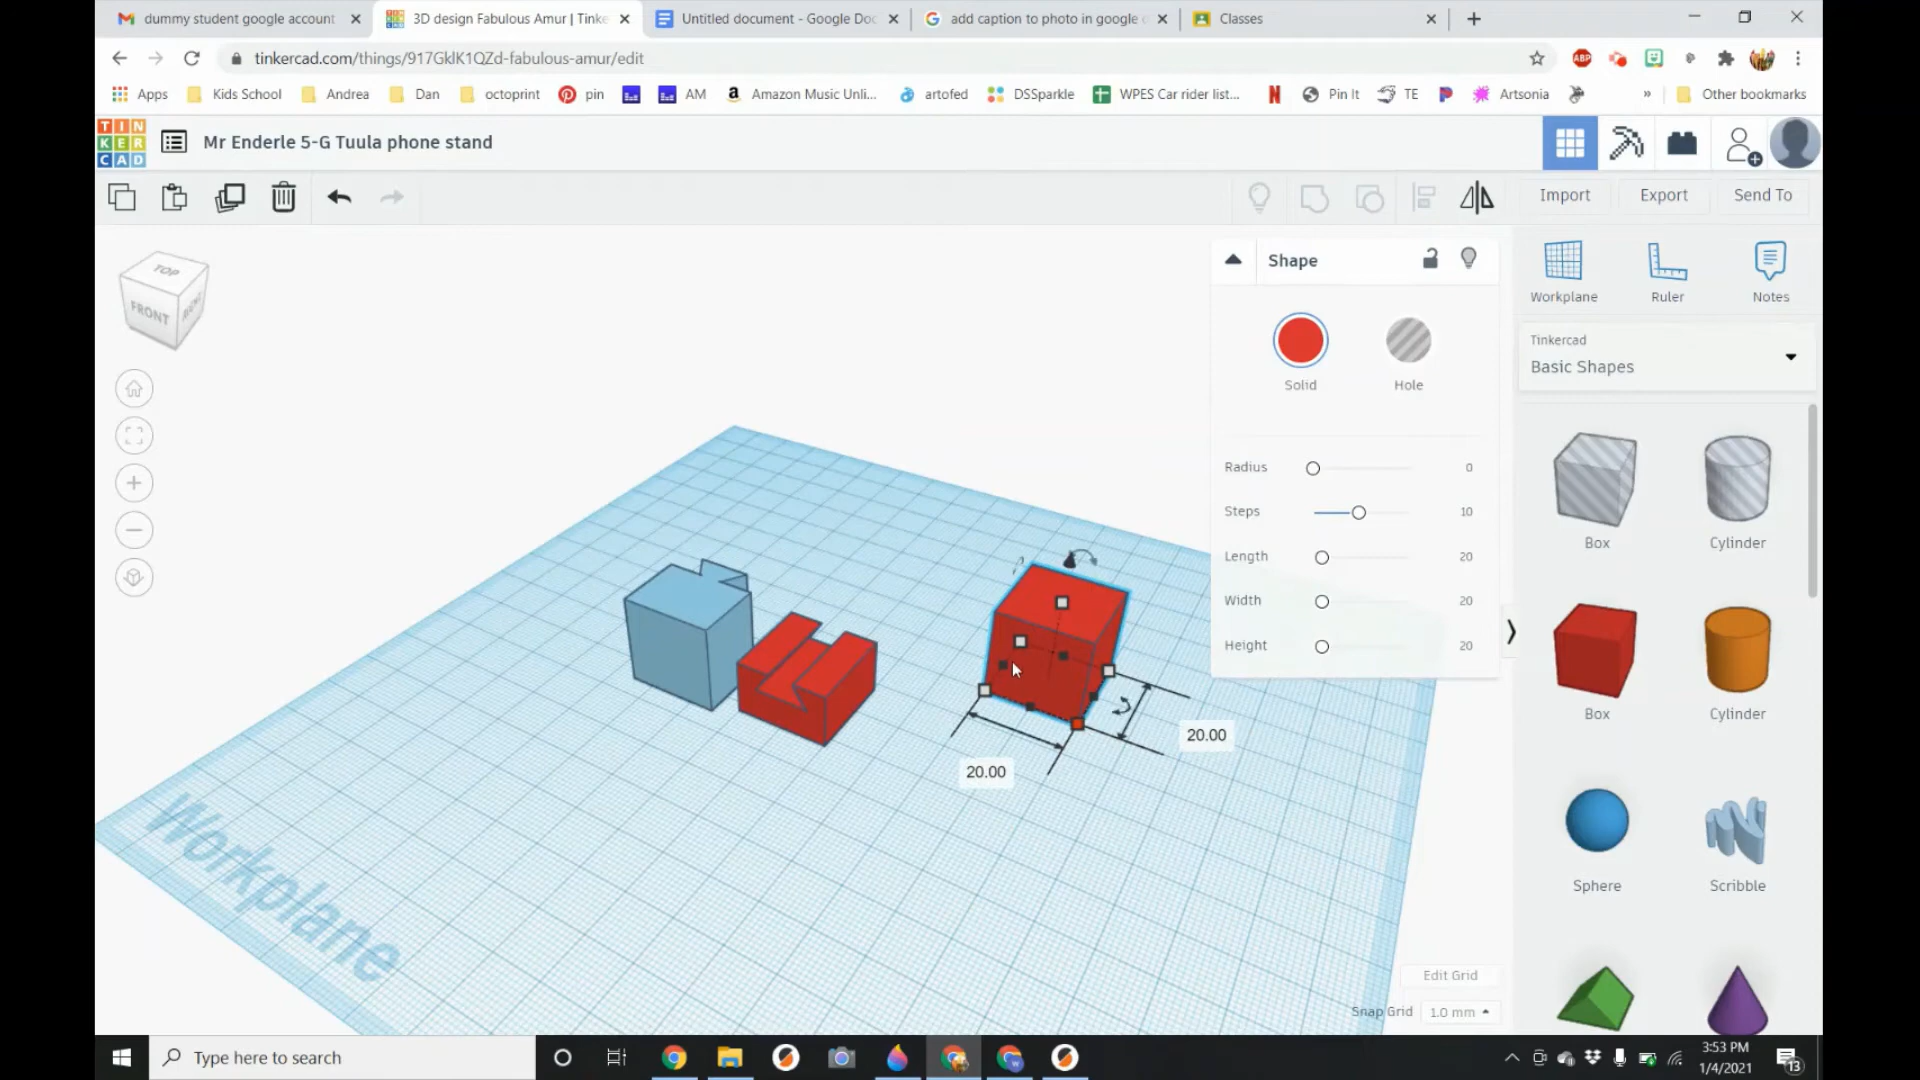 dummy student google account
3D design Fabulous Amur | Tinke
Untitled document - Google Doc
add caption to photo in google
Classes
tinkercad.com/things/917GklK1QZd-fabulous-amur/edit
ABP
Apps
Kids School
Andrea
Dan
octoprint
pin
AM
Amazon Music Unli...
artofed
DSSparkle
WPES Car rider list...
Pin It
TE
Artsonia
»
Other bookmarks
TIN
KER
CAD
Mr Enderle 5-G Tuula phone stand
Import
Export
Send To
TOP
FRONT
RIGHT
Shape
Solid
Hole
Radius 0
Steps 10
Length 20
Width 20
Height 20
20.00
20.00
Workplane
Ruler
Notes
Tinkercad
Basic Shapes
Box
Cylinder
Box
Cylinder
Sphere
Scribble
Workplane
Edit Grid
Snap Grid 1.0 mm
Type here to search
3:53 PM
1/4/2021
13